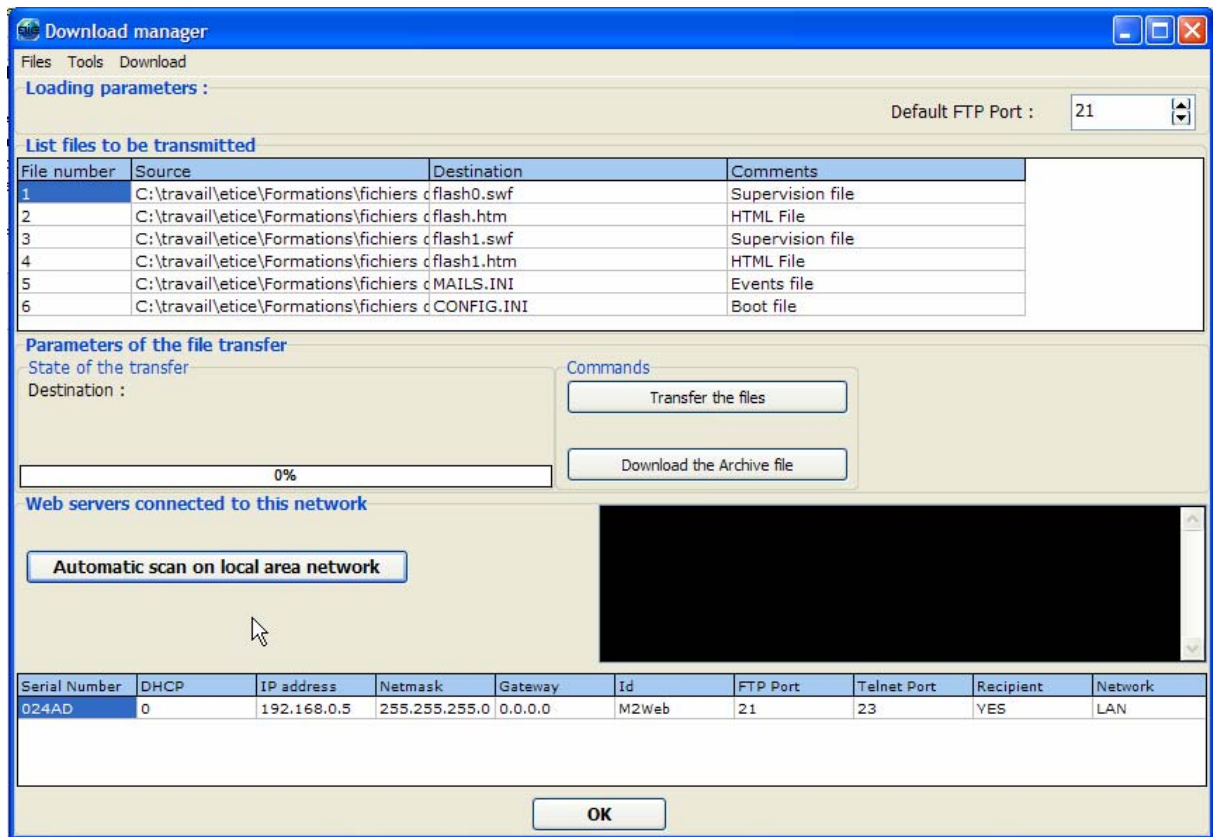 Download manager
Files Tools Download
Loading parameters :
Default FTP Port : 21
List files to be transmitted
File number Source Destination Comments
1 C:\travail\etice\Formations\fichiers flash0.swf Supervision file
2 C:\travail\etice\Formations\fichiers flash.htm HTML File
3 C:\travail\etice\Formations\fichiers flash1.swf Supervision file
4 C:\travail\etice\Formations\fichiers flash1.htm HTML File
5 C:\travail\etice\Formations\fichiers MAILS.INI Events file
6 C:\travail\etice\Formations\fichiers CONFIG.INI Boot file
Parameters of the file transfer
State of the transfer
Destination :
0%
Commands
Transfer the files
Download the Archive file
Web servers connected to this network
Automatic scan on local area network
Serial Number DHCP IP address Netmask Gateway Id FTP Port Telnet Port Recipient Network
024AD 0 192.168.0.5 255.255.255.0 0.0.0.0 M2Web 21 23 YES LAN
OK